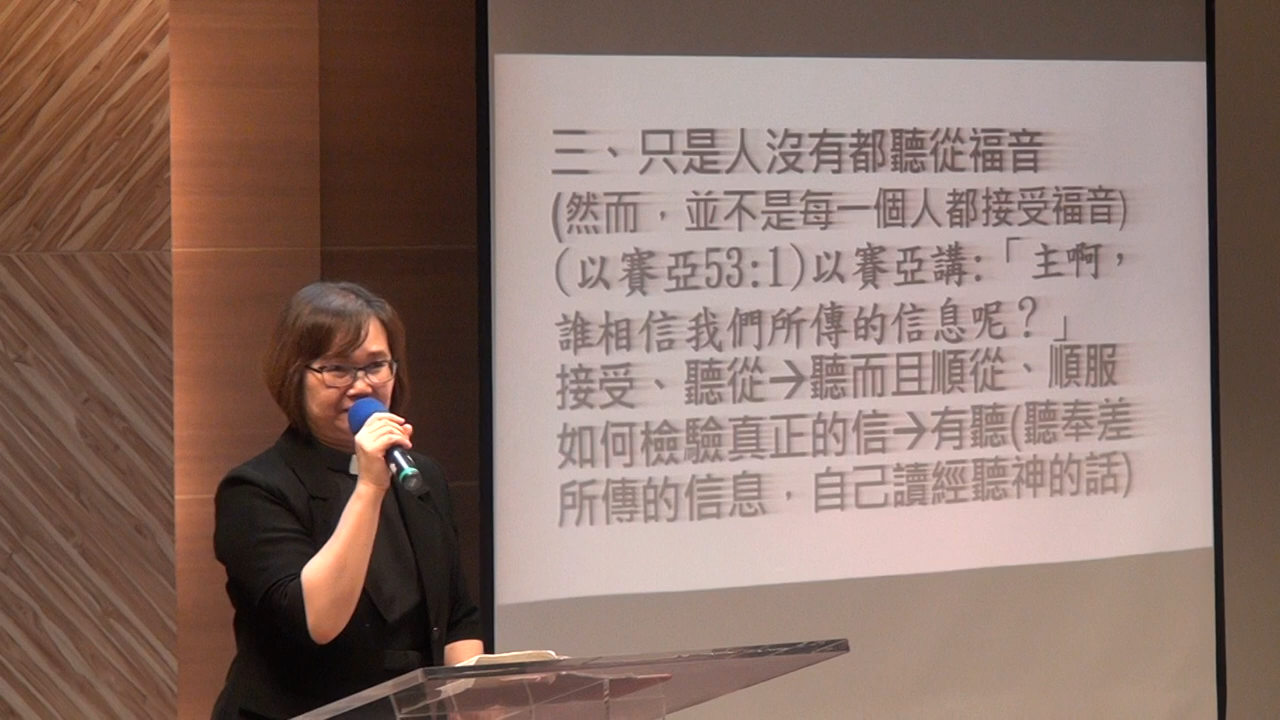 三、只是人沒有都聽從福音
(然而，並不是每一個人都接受福音)
(以賽亞53:1)以賽亞講:「主啊，
誰相信我們所傳的信息呢？」
接受、聽從→聽而且順從、順服
如何檢驗真正的信→有聽(聽奉差
所傳的信息，自己讀經聽神的話)